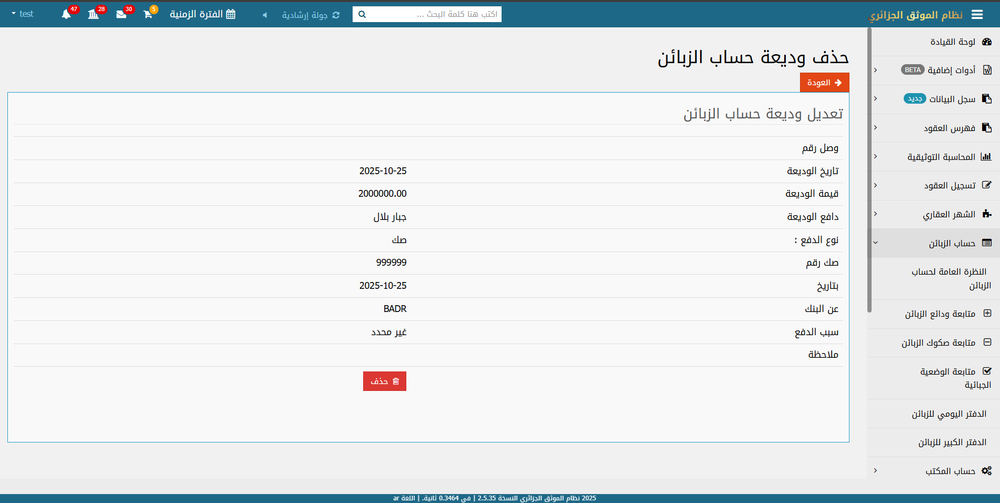 نظام الموثق الجزائري
اكتب هنا كلمة البحث ...
جولة إرشادية
الفترة الزمنية
5
30
28
47
test
لوحة القيادة
أدوات إضافية BETA
سجل البيانات جديد
فهرس العقود
المحاسبة التوثيقية
تسجيل العقود
الشهر العقاري
حساب الزبائن
النظرة العامة لحساب
الزبائن
متابعة ودائع الزبائن
متابعة صكوك الزبائن
متابعة الوضعية
الجبائية
الدفتر اليومي للزبائن
الدفتر الكبير للزبائن
حساب المكتب
حذف وديعة حساب الزبائن
العودة
تعديل وديعة حساب الزبائن
وصل رقم
تاريخ الوديعة 2025-10-25
قيمة الوديعة 2000000.00
دافع الوديعة جبار بلال
نوع الدفع : صك
صك رقم 999999
بتاريخ 2025-10-25
عن البنك BADR
سبب الدفع غير محدد
ملاحظة
حذف
2025 نظام الموثق الجزائري النسخة 2.5.35 | في 0.3464 ثانية. | اللغة ar